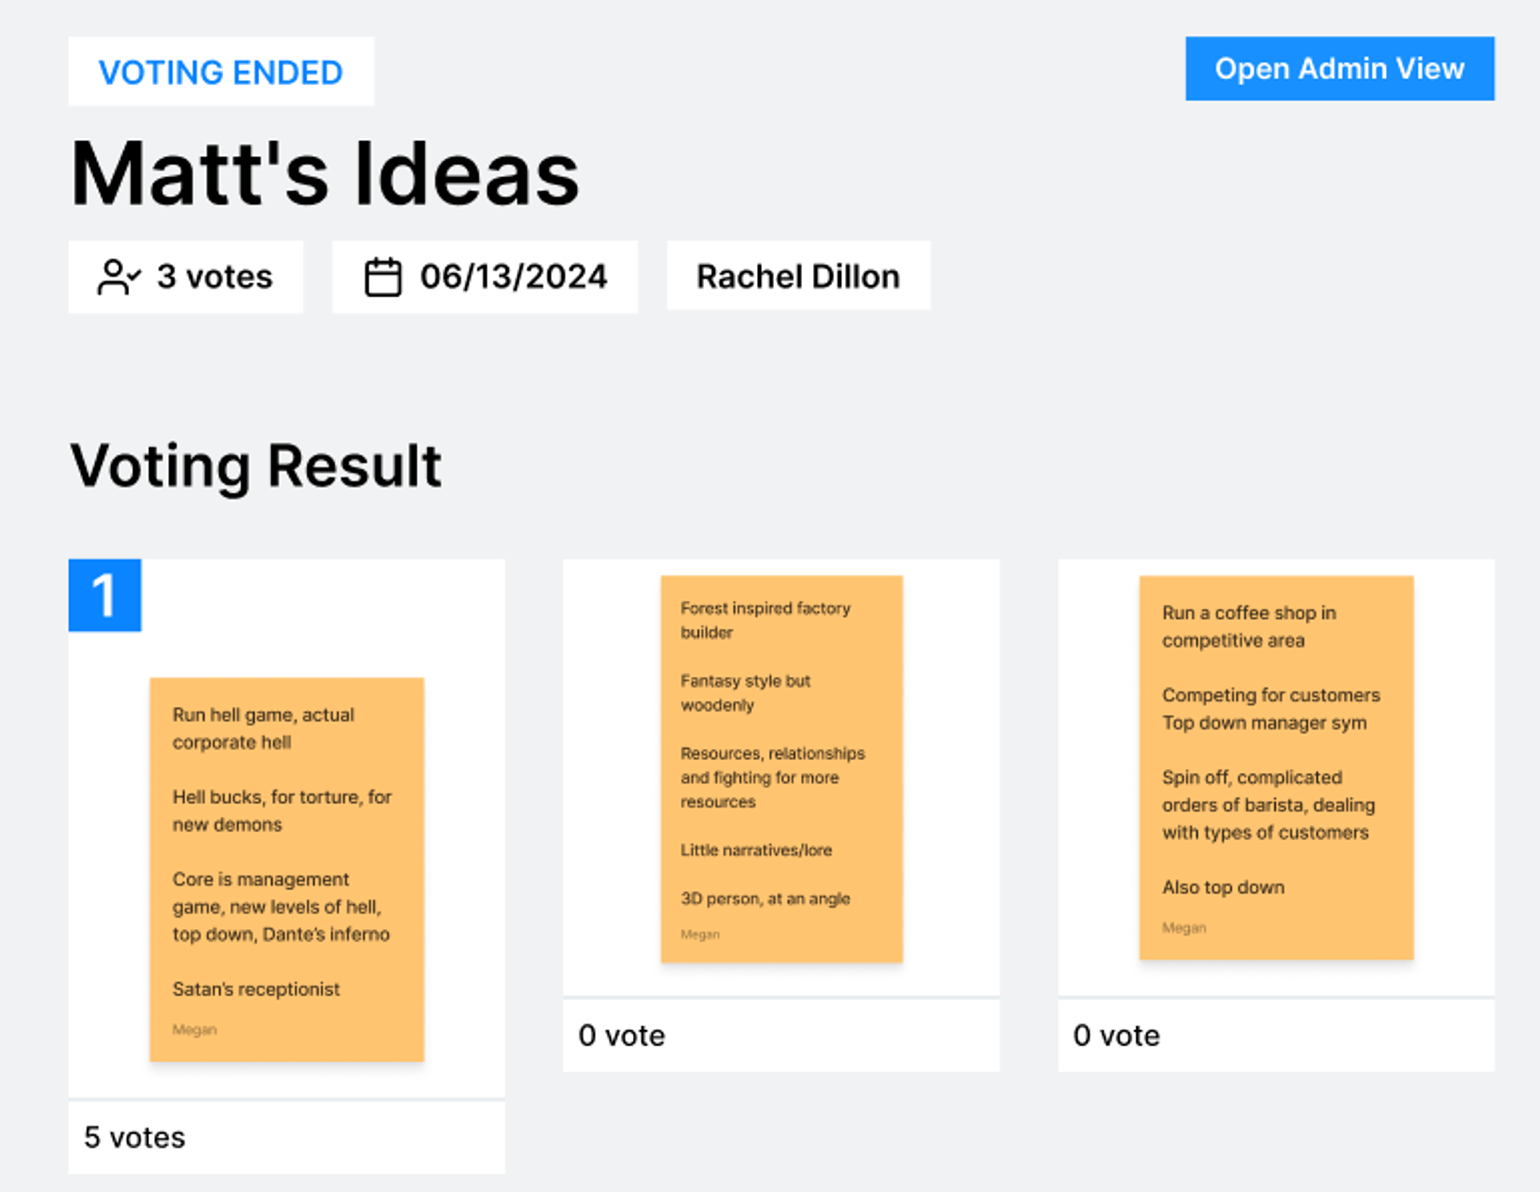 VOTING ENDED
Open Admin View
Matt's Ideas
3 votes
06/13/2024
Rachel Dillon
Voting Result
1
Run hell game, actual
corporate hell
Hell bucks, for torture, for
new demons
Core is management
game, new levels of hell,
top down, Dante's inferno
Satan's receptionist
Megan
5 votes
Forest inspired factory
builder
Fantasy style but
woodenly
Resources, relationships
and fighting for more
resources
Little narratives/lore
3D person, at an angle
Megan
0 vote
Run a coffee shop in
competitive area
Competing for customers
Top down manager sym
Spin off, complicated
orders of barista, dealing
with types of customers
Also top down
Megan
0 vote